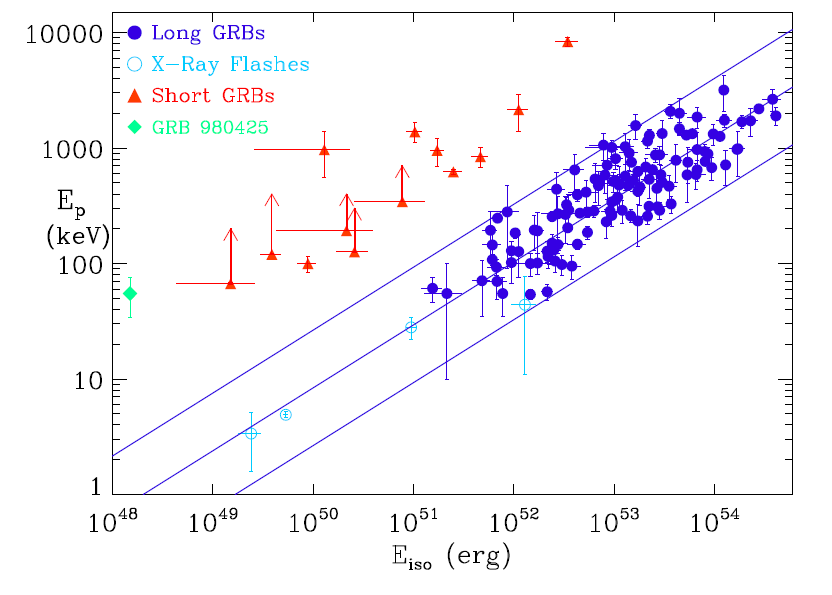 10000
Long GRBs
X-Ray Flashes
Short GRBs
GRB 980425
1000
E_p
(keV)
100
10
1
10^48 10^49 10^50 10^51 10^52 10^53 10^54
E_iso (erg)